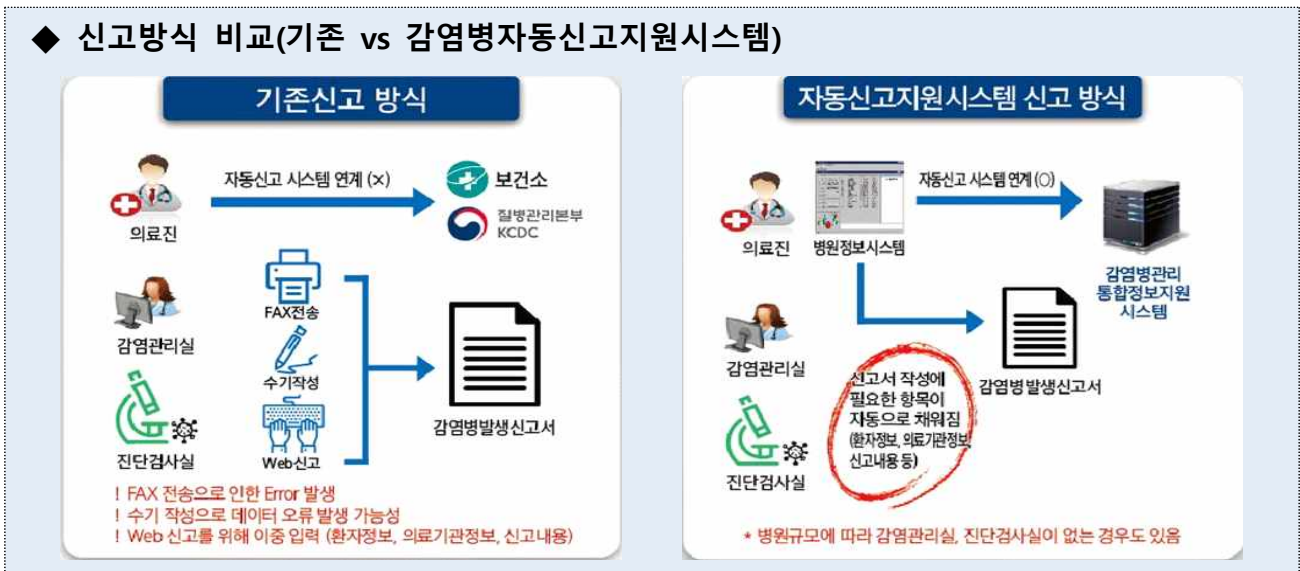 ◆ 신고방식 비교(기존 vs 감염병자동신고지원시스템)
기존신고 방식
자동신고 시스템 연계 (×)
의료진
보건소
질병관리본부
KCDC
감염관리실
진단검사실
FAX전송
수기작성
Web신고
감염병발생신고서
! FAX 전송으로 인한 Error 발생
! 수기 작성으로 데이터 오류 발생 가능성
! Web 신고를 위해 이중 입력 (환자정보, 의료기관정보, 신고내용)
자동신고지원시스템 신고 방식
자동신고 시스템 연계 (○)
의료진
병원정보시스템
감염병관리
통합정보지원
시스템
감염관리실
진단검사실
신고서 작성에
필요한 항목이
자동으로 채워짐
(환자정보, 의료기관정보,
신고내용 등)
감염병발생신고서
* 병원규모에 따라 감염관리실, 진단검사실이 없는 경우도 있음